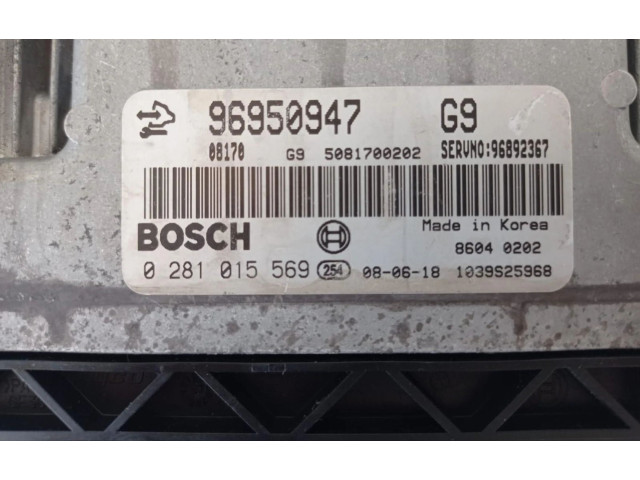 96950947 G9
08170 G9 5081700202 SERVNO:96892367
BOSCH Made in Korea
8604 0202
0 281 015 569 254 08-06-18 1039S25968